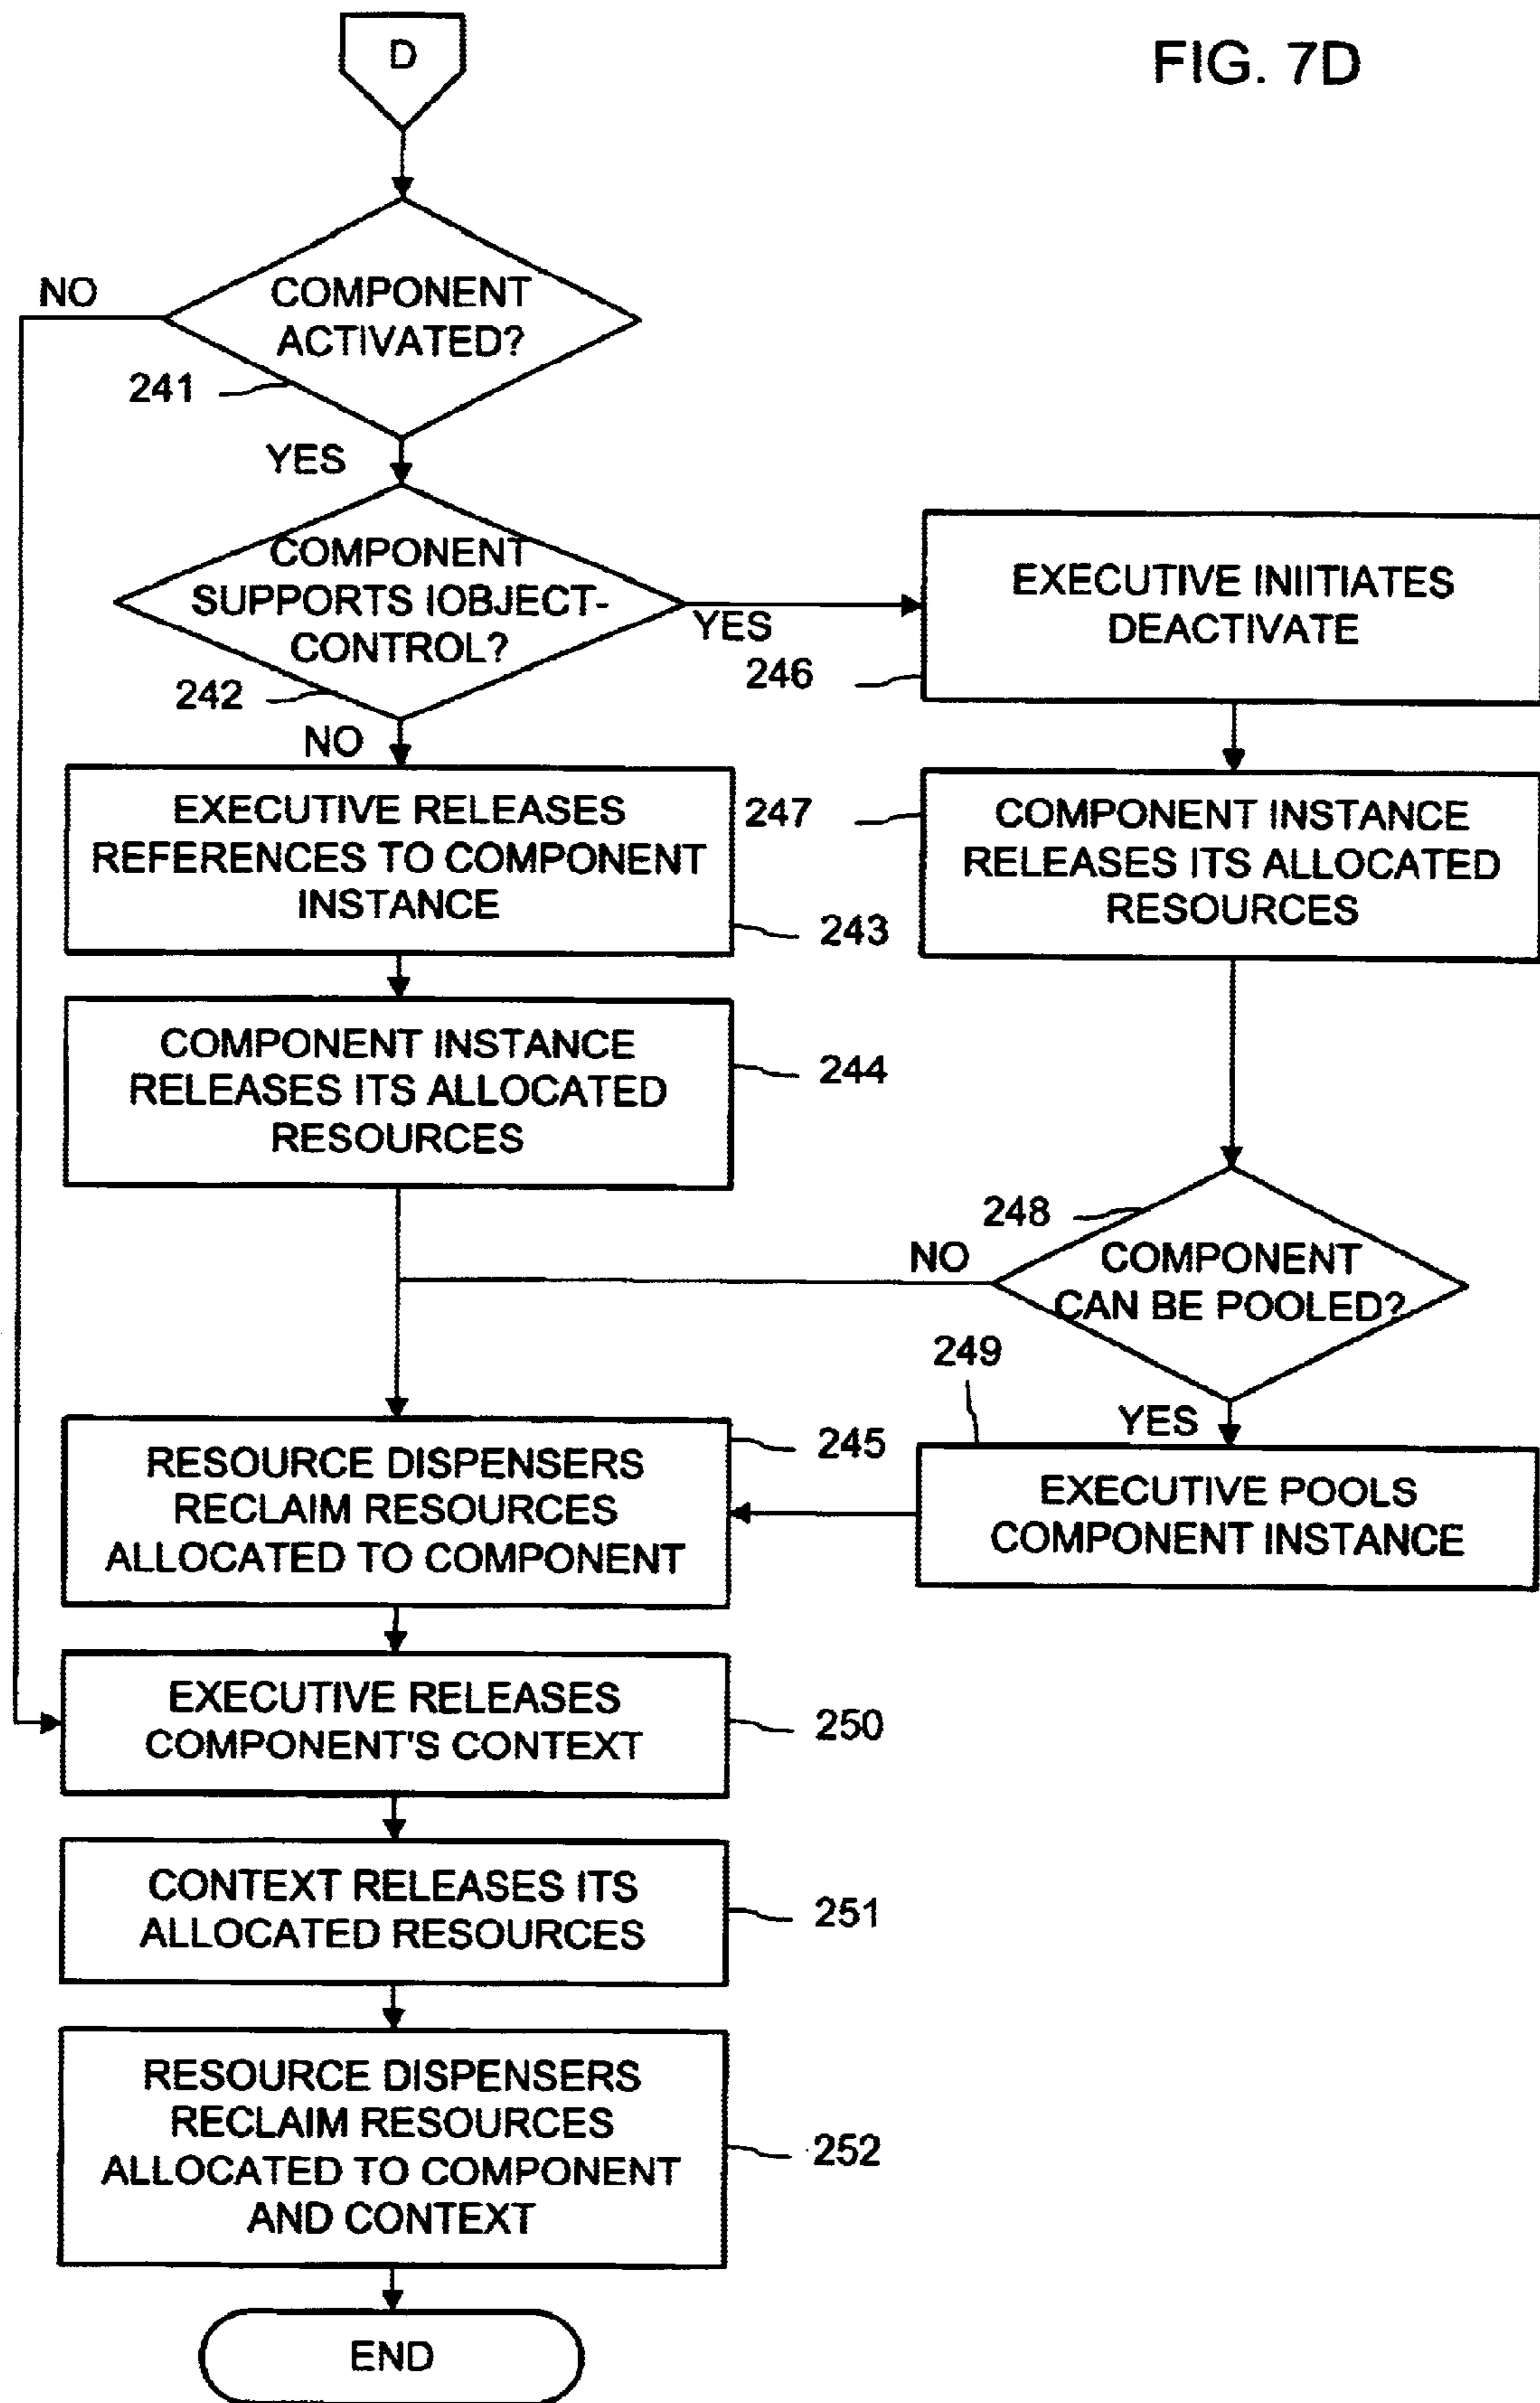 FIG. 7D
D
NO
COMPONENT
ACTIVATED?
241
YES
COMPONENT
SUPPORTS IOBJECT-
CONTROL?
242
YES
NO
EXECUTIVE INIITIATES
DEACTIVATE
246
EXECUTIVE RELEASES
REFERENCES TO COMPONENT
INSTANCE
243
247
COMPONENT INSTANCE
RELEASES ITS ALLOCATED
RESOURCES
COMPONENT INSTANCE
RELEASES ITS ALLOCATED
RESOURCES
244
248
NO
COMPONENT
CAN BE POOLED?
249
YES
RESOURCE DISPENSERS
RECLAIM RESOURCES
ALLOCATED TO COMPONENT
245
EXECUTIVE POOLS
COMPONENT INSTANCE
EXECUTIVE RELEASES
COMPONENT'S CONTEXT
250
CONTEXT RELEASES ITS
ALLOCATED RESOURCES
251
RESOURCE DISPENSERS
RECLAIM RESOURCES
ALLOCATED TO COMPONENT
AND CONTEXT
252
END